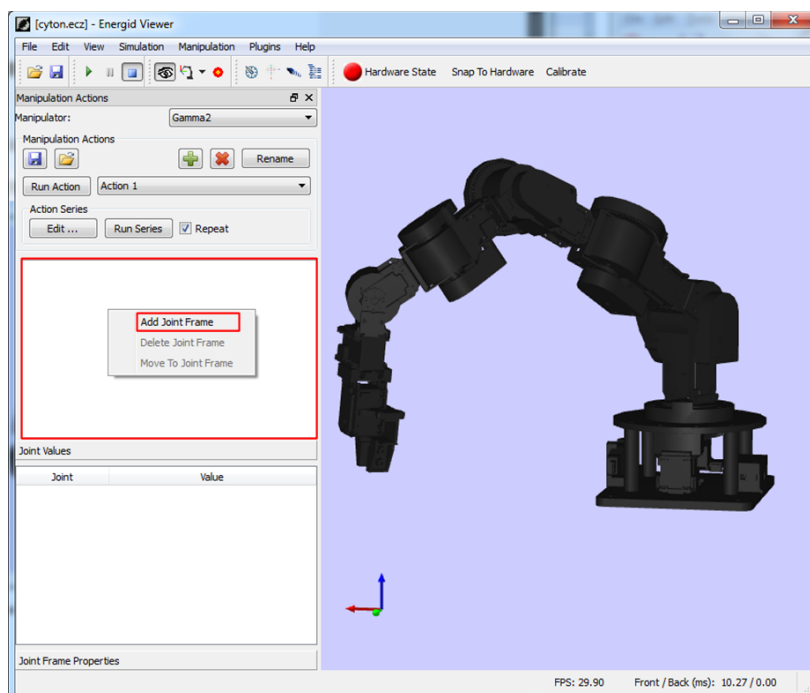 [cyton.ecz] - Energid Viewer
File Edit View Simulation Manipulation Plugins Help
Hardware State Snap To Hardware Calibrate
Manipulation Actions
Manipulator: Gamma2
Manipulation Actions
Rename
Run Action Action 1
Action Series
Edit ... Run Series Repeat
Add Joint Frame
Delete Joint Frame
Move To Joint Frame
Joint Values
Joint Value
Joint Frame Properties
FPS: 29.90 Front / Back (ms): 10.27 / 0.00